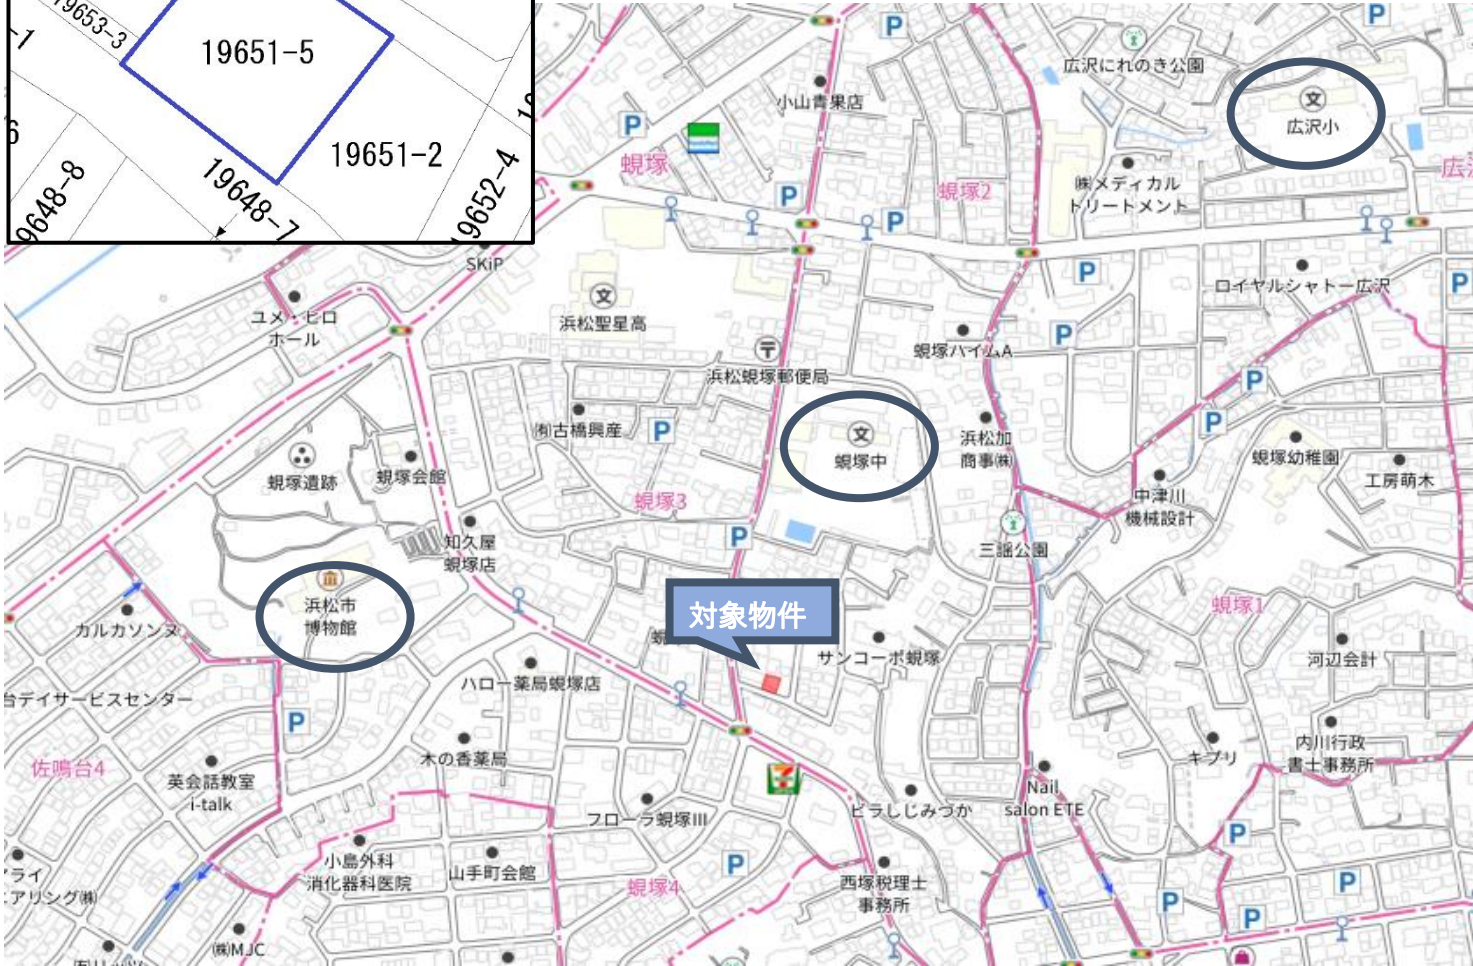 19653-3
19651-5
19651-2
19648-7
19652-4
P
広沢にれのき公園
小山青果店
広沢小
P
P
蜆塚
P
蜆塚2
㈱メディカル
トリートメント
P
P
SKiP
P
ロイヤルシャトー広沢
P
浜松聖星高
ユメ・ヒロ
ホール
P
蜆塚ハイムA
浜松蜆塚郵便局
P
P
㈲古橋興産
P
浜松加
商事㈱
蜆塚中
蜆塚幼稚園
工房萌木
蜆塚遺跡
蜆塚会館
蜆塚3
中津川
機械設計
P
知久屋
蜆塚店
三謡公園
浜松市
博物館
対象物件
蜆塚1
カルカソンヌ
サンコーポ蜆塚
河辺会計
ハロー薬局蜆塚店
台デイサービスセンター
P
木の香薬局
キブリ
内川行政
書士事務所
佐鳴台4
英会話教室
i-talk
7
フローラ蜆塚III
ビラしじみづか
Nail
salon ETE
P
小島外科
消化器科医院
山手町会館
P
蜆塚4
西塚税理士
事務所
P
P
P
㈱MJC